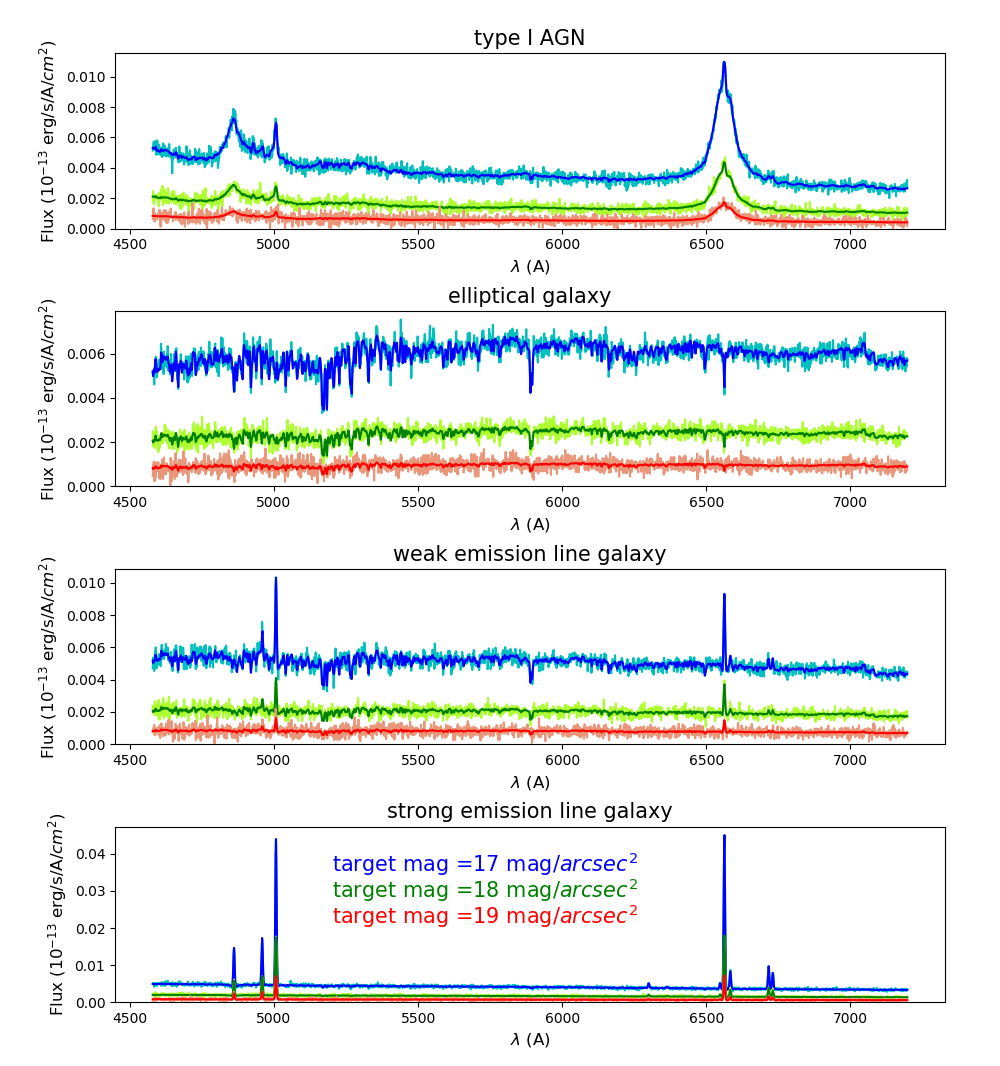 type I AGN
Flux (10⁻¹³ erg/s/A/cm²)
0.010
0.008
0.006
0.004
0.002
0.000
4500 5000 5500 6000 6500 7000
λ (A)
elliptical galaxy
Flux (10⁻¹³ erg/s/A/cm²)
0.006
0.004
0.002
0.000
4500 5000 5500 6000 6500 7000
λ (A)
weak emission line galaxy
Flux (10⁻¹³ erg/s/A/cm²)
0.010
0.008
0.006
0.004
0.002
0.000
4500 5000 5500 6000 6500 7000
λ (A)
strong emission line galaxy
Flux (10⁻¹³ erg/s/A/cm²)
0.04
0.03
0.02
0.01
0.00
target mag =17 mag/arcsec²
target mag =18 mag/arcsec²
target mag =19 mag/arcsec²
4500 5000 5500 6000 6500 7000
λ (A)